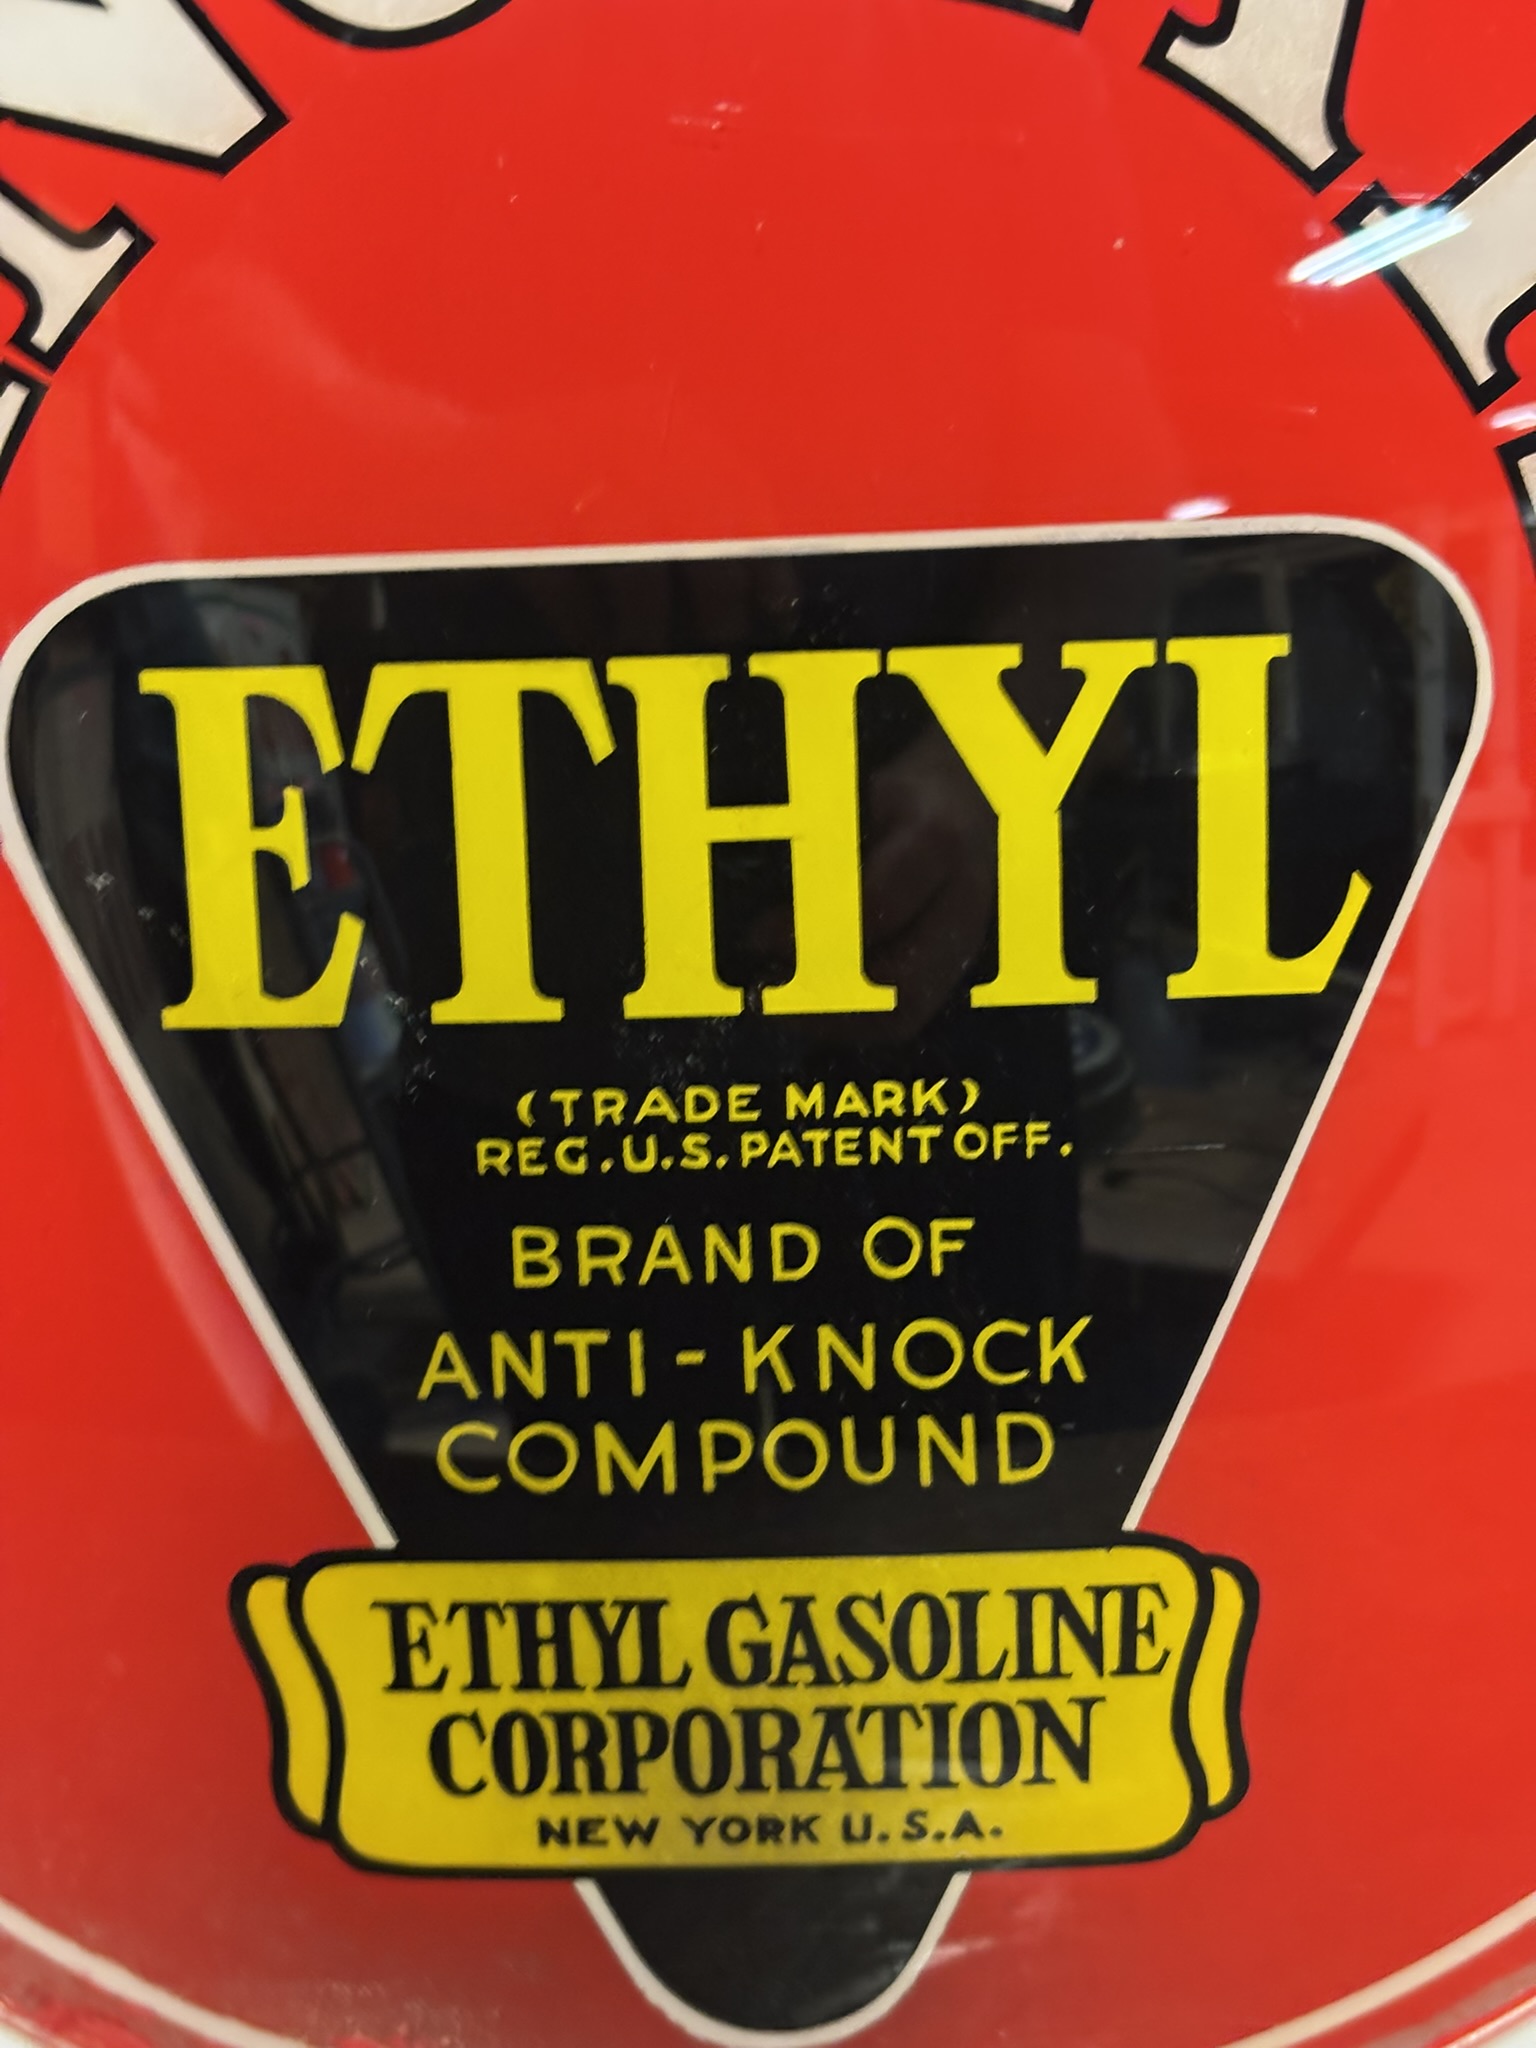 ETHYL
(TRADE MARK)
REG. U.S. PATENT OFF.
BRAND OF
ANTI-KNOCK
COMPOUND
ETHYL GASOLINE
CORPORATION
NEW YORK U.S.A.